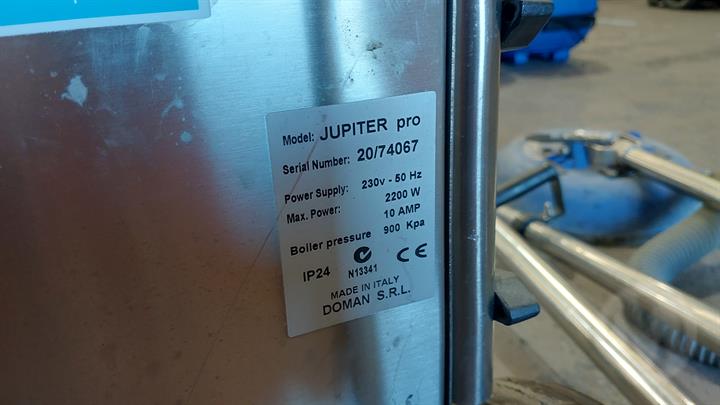 Model: JUPITER pro
Serial Number: 20/74067
Power Supply: 230v - 50 Hz
Max. Power: 2200 W
10 AMP
Boiler pressure 900 Kpa
IP24 N13341 CE
MADE IN ITALY
DOMAN S.R.L.